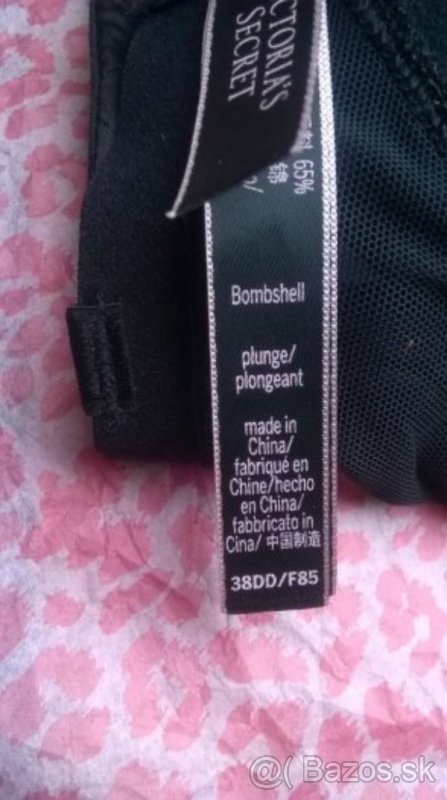 VICTORIA'S
SECRET
65%
Bombshell
plunge/
plongeant
made in
China/
fabriqué en
Chine/hecho
en China/
fabbricato in
Cina/ 中国制造
38DD/F85
@( Bazos.sk